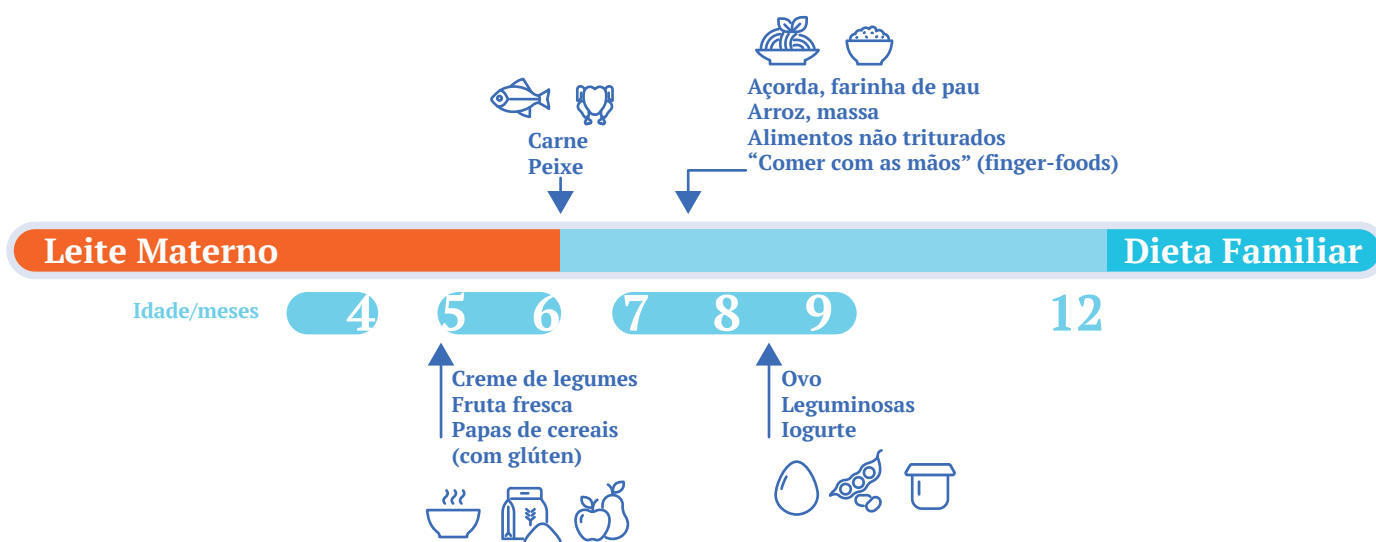 Açorda, farinha de pau
Arroz, massa
Alimentos não triturados
“Comer com as mãos” (finger-foods)
Carne
Peixe
Leite Materno
Dieta Familiar
Idade/meses 4 5 6 7 8 9 12
Creme de legumes
Fruta fresca
Papas de cereais
(com glúten)
Ovo
Leguminosas
Iogurte